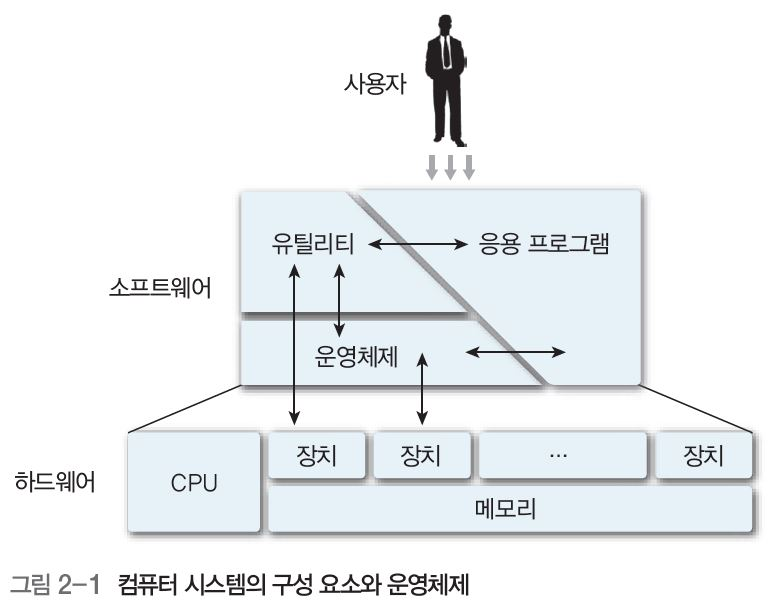 사용자
유틸리티
응용 프로그램
소프트웨어
운영체제
하드웨어
CPU
장치
장치
...
장치
메모리
그림 2-1 컴퓨터 시스템의 구성 요소와 운영체제